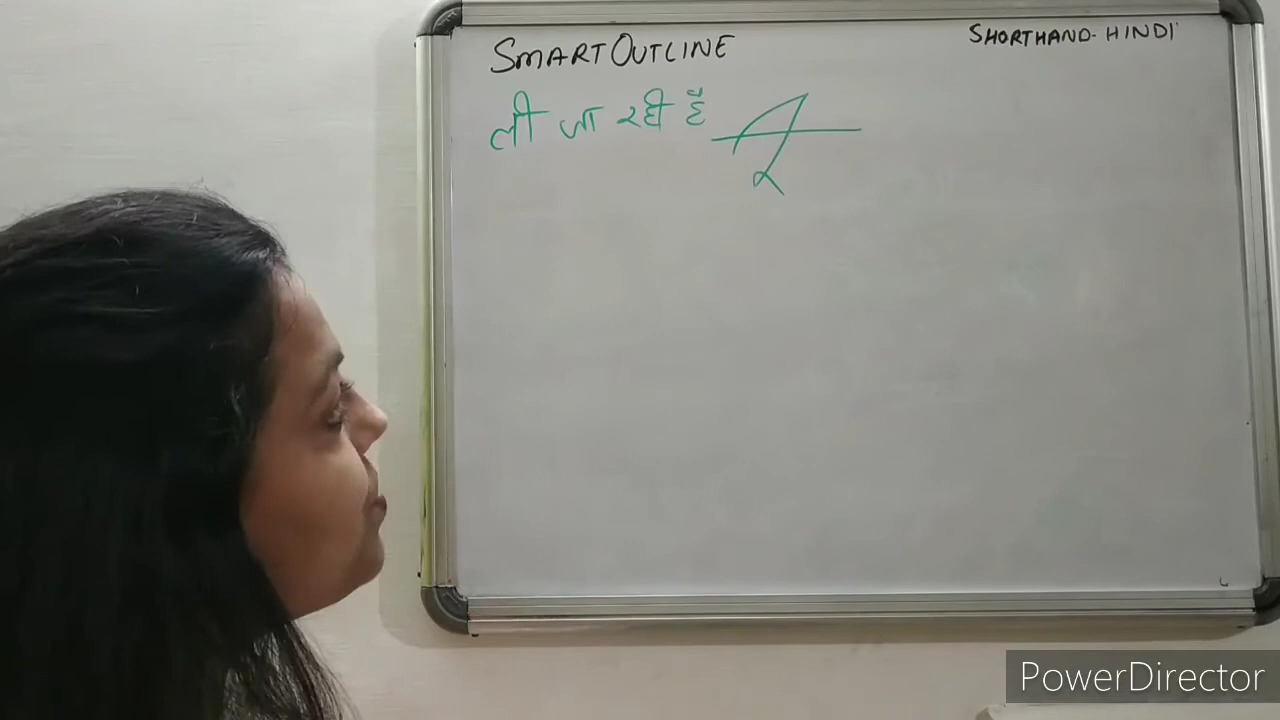 SMART OUTLINE
SHORTHAND-HINDI
ली जा रही है
PowerDirector